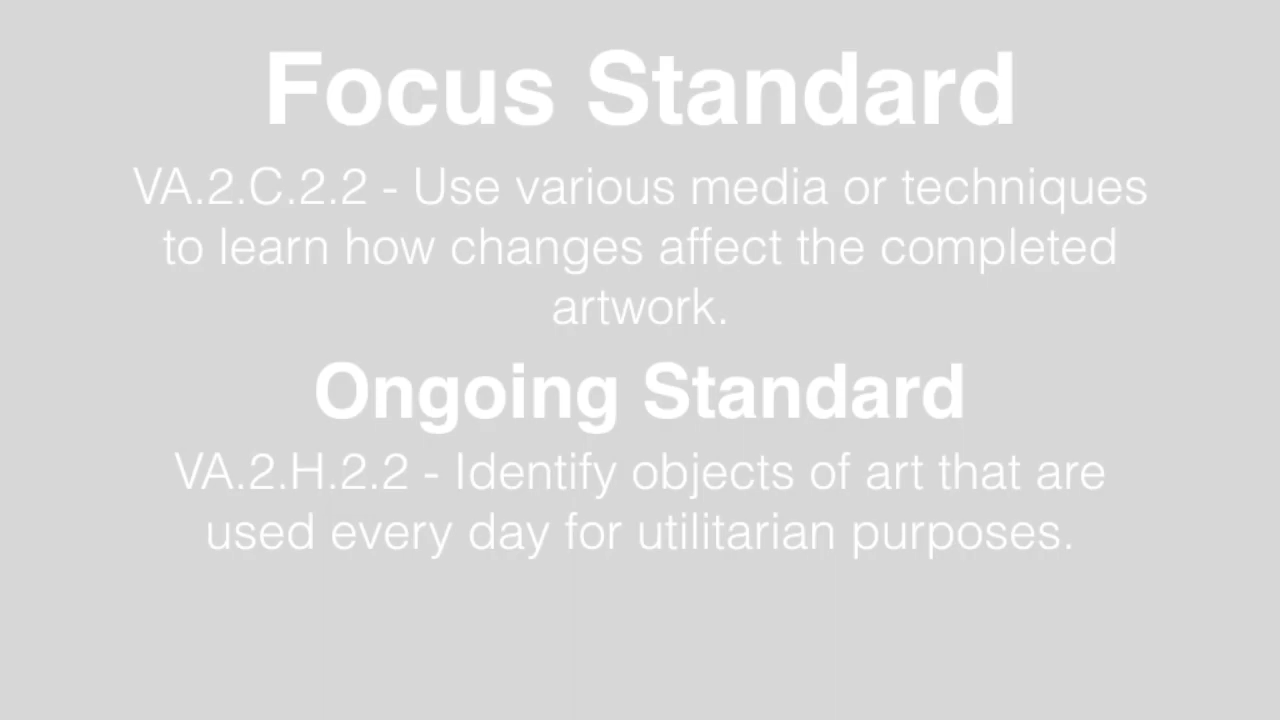 Focus Standard
VA.2.C.2.2 - Use various media or techniques
to learn how changes affect the completed
artwork.
Ongoing Standard
VA.2.H.2.2 - Identify objects of art that are
used every day for utilitarian purposes.